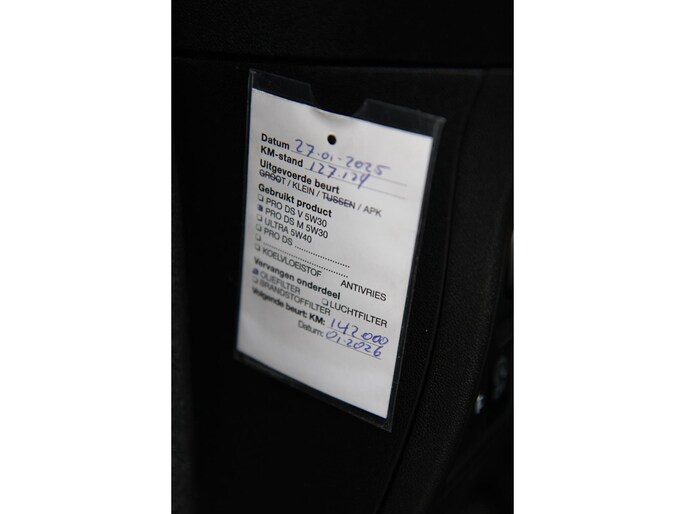 Datum 27-01-2025
KM-stand 127.174
Uitgevoerde beurt
GROOT / KLEIN / TUSSEN / APK
Gebruikt product
PRO DS V 5W30
PRO DS M 5W30
ULTRA 5W40
PRO DS ....................
....................
KOELVLOEISTOF ANTIVRIES
Vervangen onderdeel
OLIEFILTER LUCHTFILTER
BRANDSTOFFILTER
Volgende beurt: KM: 142000
Datum: 01-2026